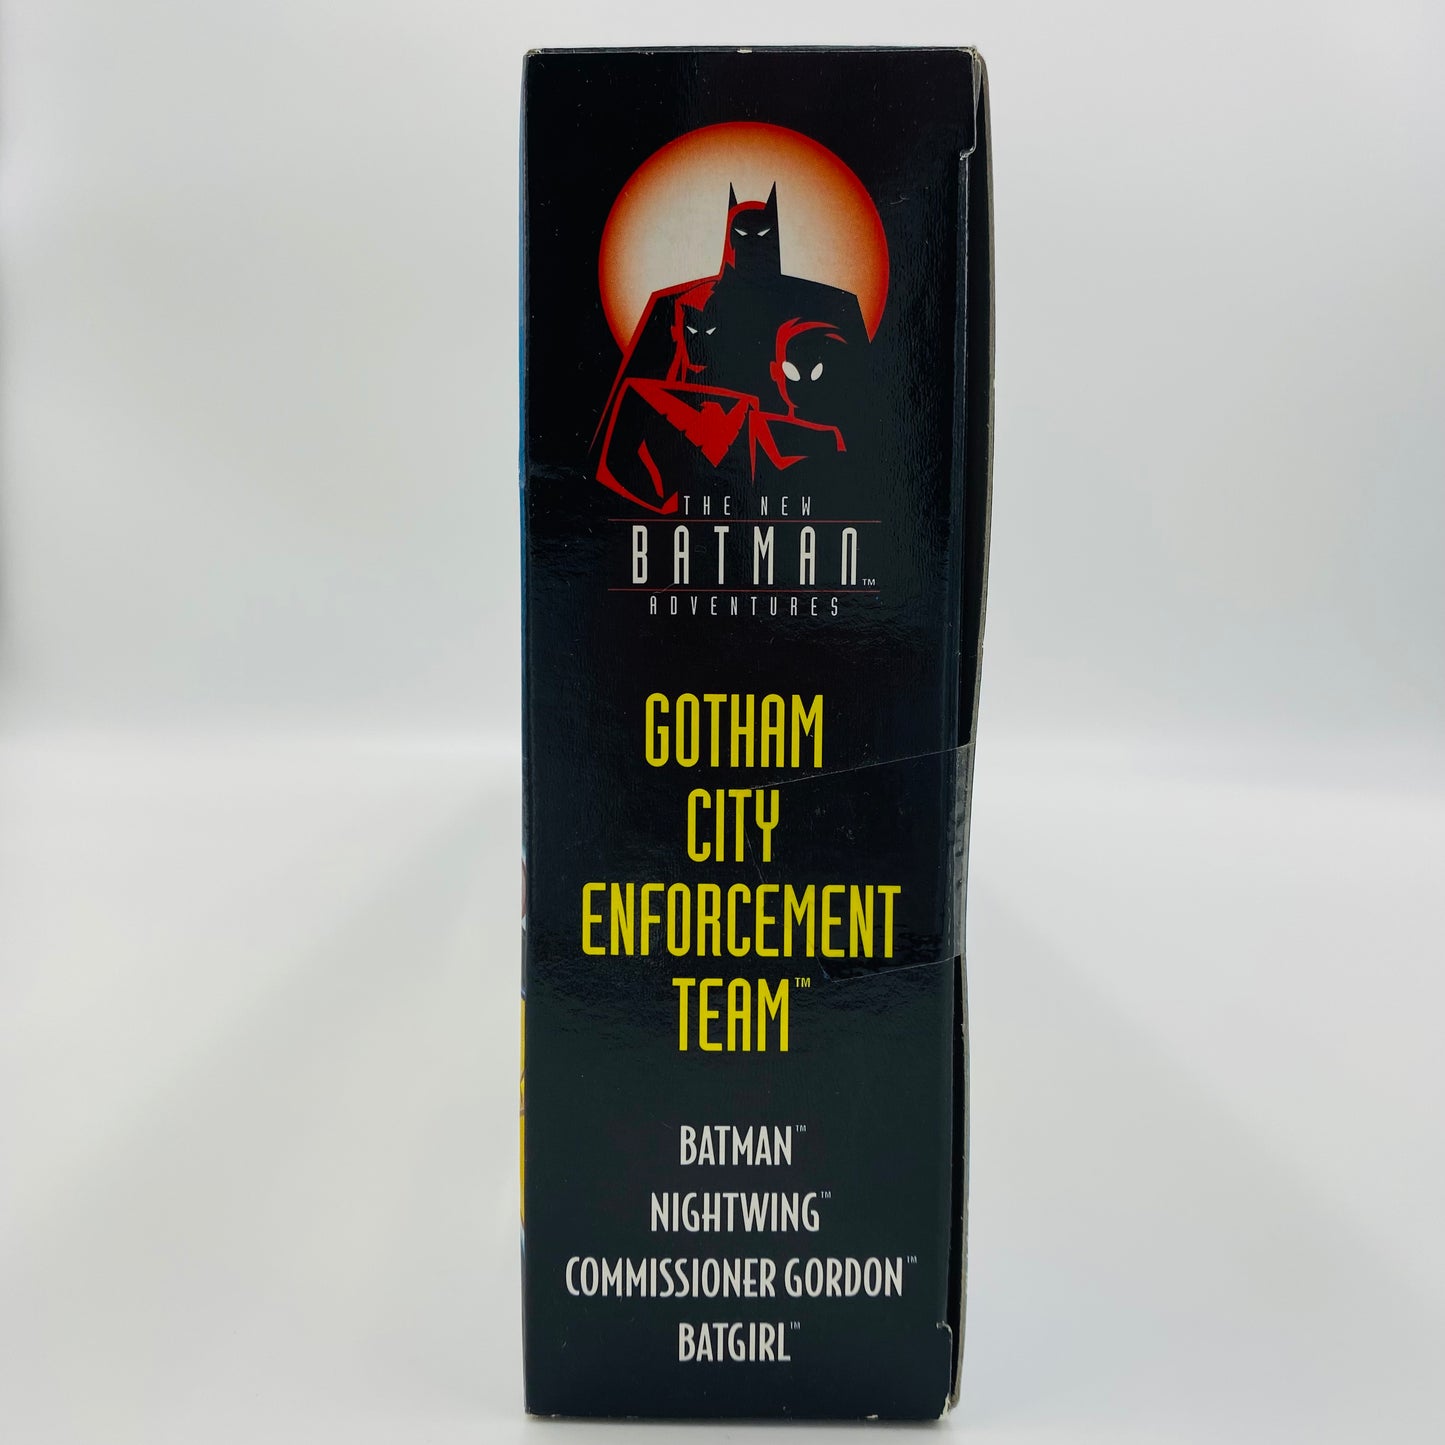 THE NEW
BATMAN™
ADVENTURES
GOTHAM
CITY
ENFORCEMENT
TEAM™
BATMAN™
NIGHTWING™
COMMISSIONER GORDON™
BATGIRL™